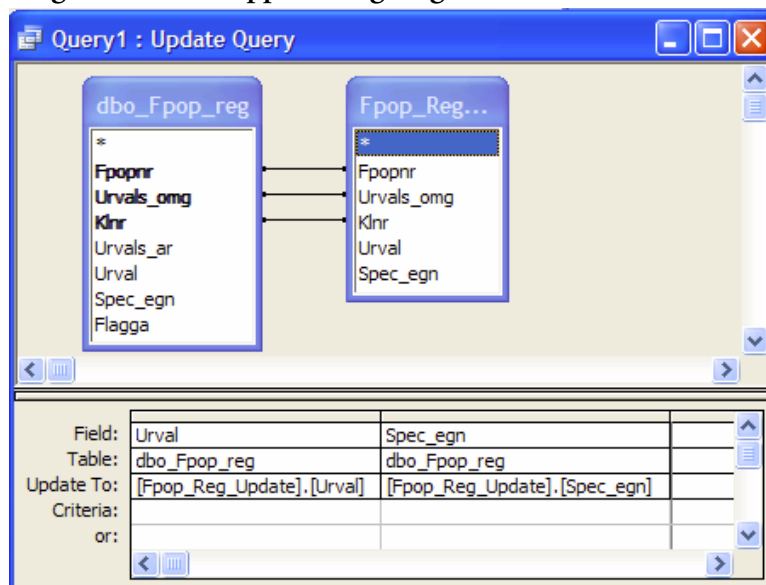 Query1 : Update Query
dbo_Fpop_reg
*
Fpopnr
Urvals_omg
Klnr
Urvals_ar
Urval
Spec_egn
Flagga
Fpop_Reg...
*
Fpopnr
Urvals_omg
Klnr
Urval
Spec_egn
Field: Urval Spec_egn
Table: dbo_Fpop_reg dbo_Fpop_reg
Update To: [Fpop_Reg_Update].[Urval] [Fpop_Reg_Update].[Spec_egn]
Criteria:
or: